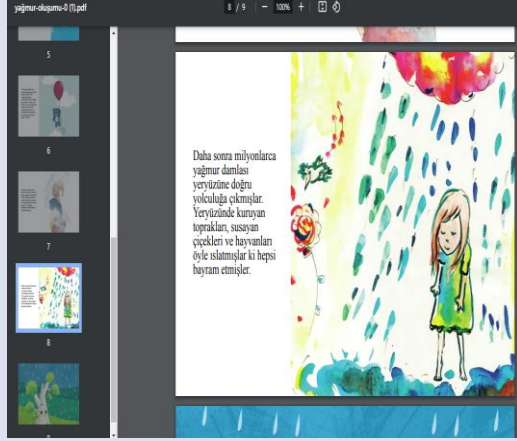 yağmur-oluşumu-0 (1).pdf
8 / 9
100%
5
6
7
8
Daha sonra milyonlarca
yağmur damlası
yeryüzüne doğru
yolculuğa çıkmışlar.
Yeryüzünde kuruyan
toprakları, susayan
çiçekleri ve hayvanları
öyle ıslatmışlar ki hepsi
bayram etmişler.